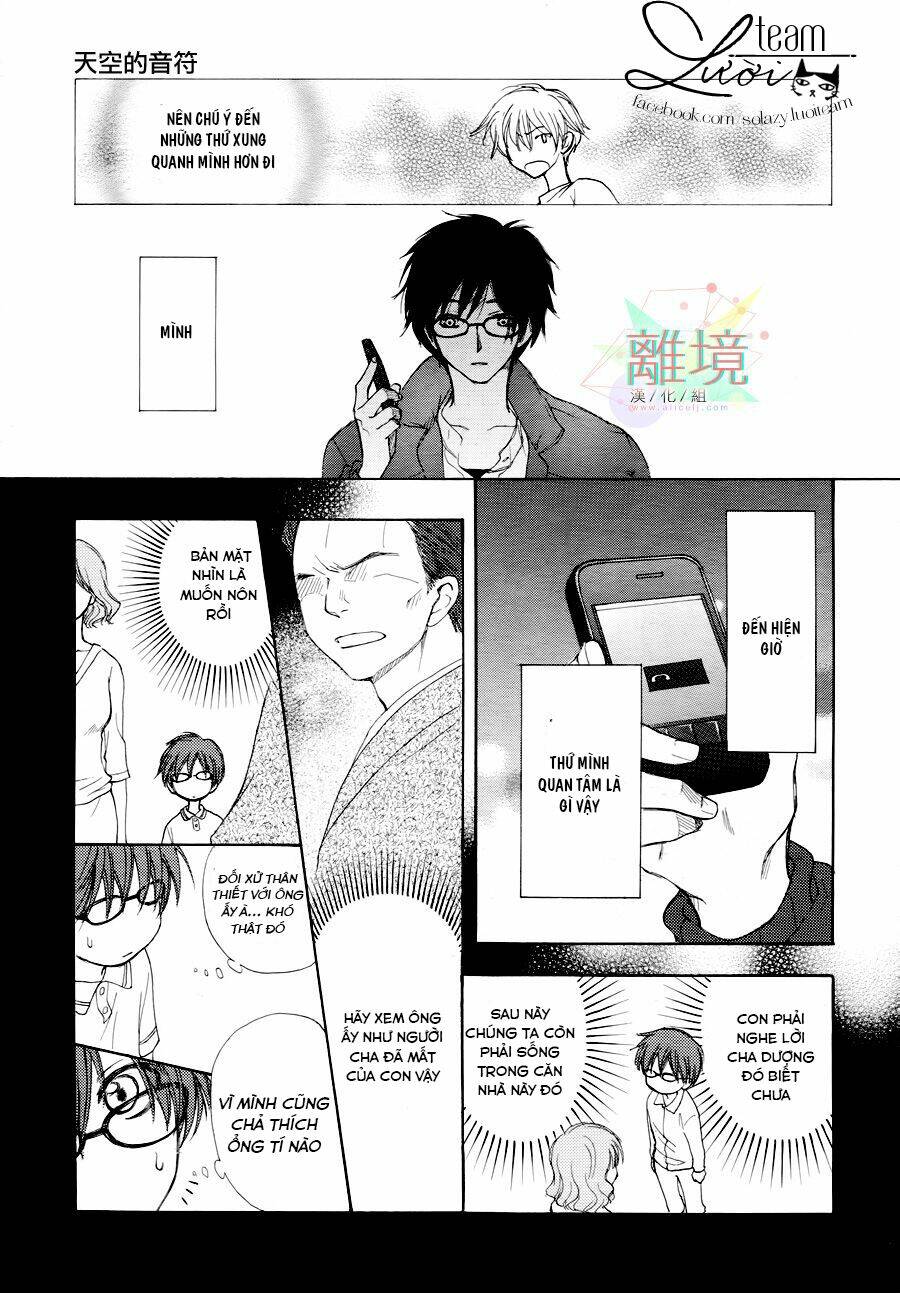 天空的音符
team
Lười
facebook.com/solazy.luoiteam
NÊN CHÚ Ý ĐẾN
NHỮNG THỨ XUNG
QUANH MÌNH HƠN ĐI
MÌNH
離境
漢/化/組
ĐẾN HIỆN
GIỜ
THỨ MÌNH
QUAN TÂM LÀ
GÌ VẬY
BẢN MẶT
NHÌN LÀ
MUỐN NÔN
RỒI
CON PHẢI
NGHE LỜI
CHA DƯỢNG
ĐÓ BIẾT
CHƯA
SAU NÀY
CHÚNG TA CÒN
PHẢI SỐNG
TRONG CĂN
NHÀ NÀY ĐÓ
HÃY XEM ÔNG
ẤY NHƯ NGƯỜI
CHA ĐÃ MẤT
CỦA CON VẬY
ĐỐI XỬ THÂN
THIẾT VỚI ÔNG
ẤY À... KHÓ
THẬT ĐÓ
VÌ MÌNH CŨNG
CHẢ THÍCH
ỔNG TÍ NÀO